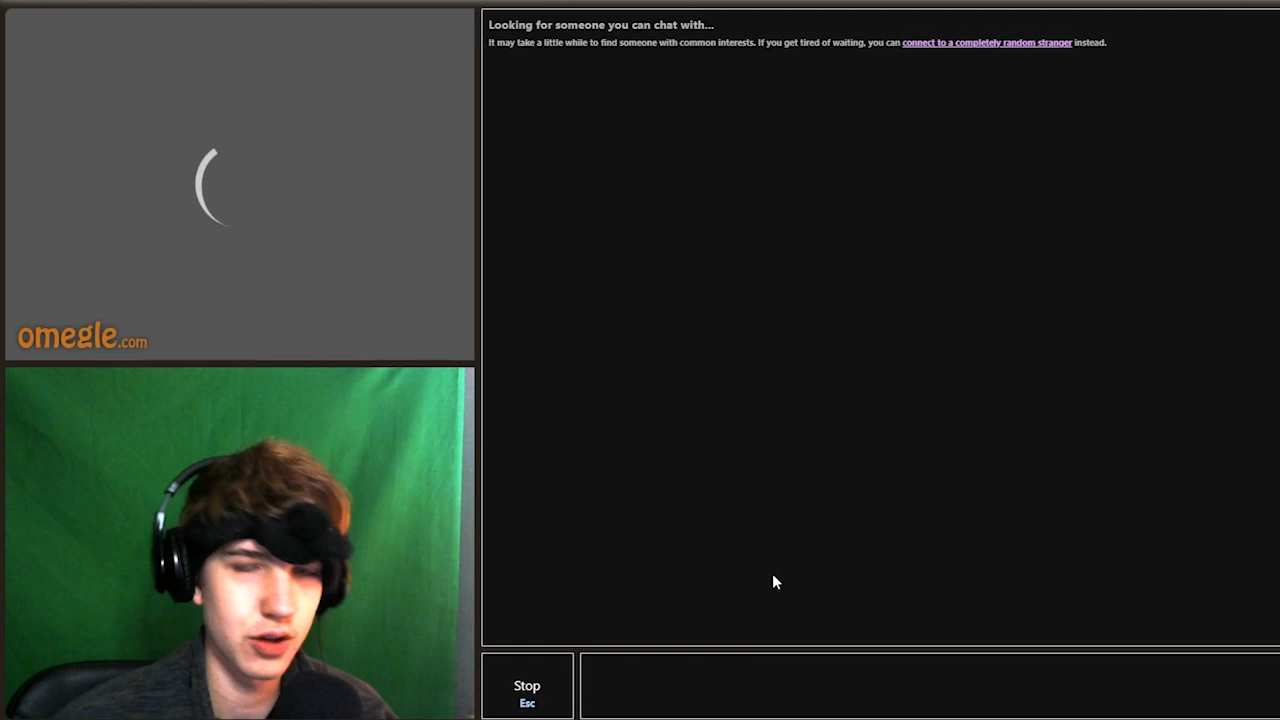 Looking for someone you can chat with...
It may take a little while to find someone with common interests. If you get tired of waiting, you can connect to a completely random stranger instead.
omegle.com
Stop
Esc